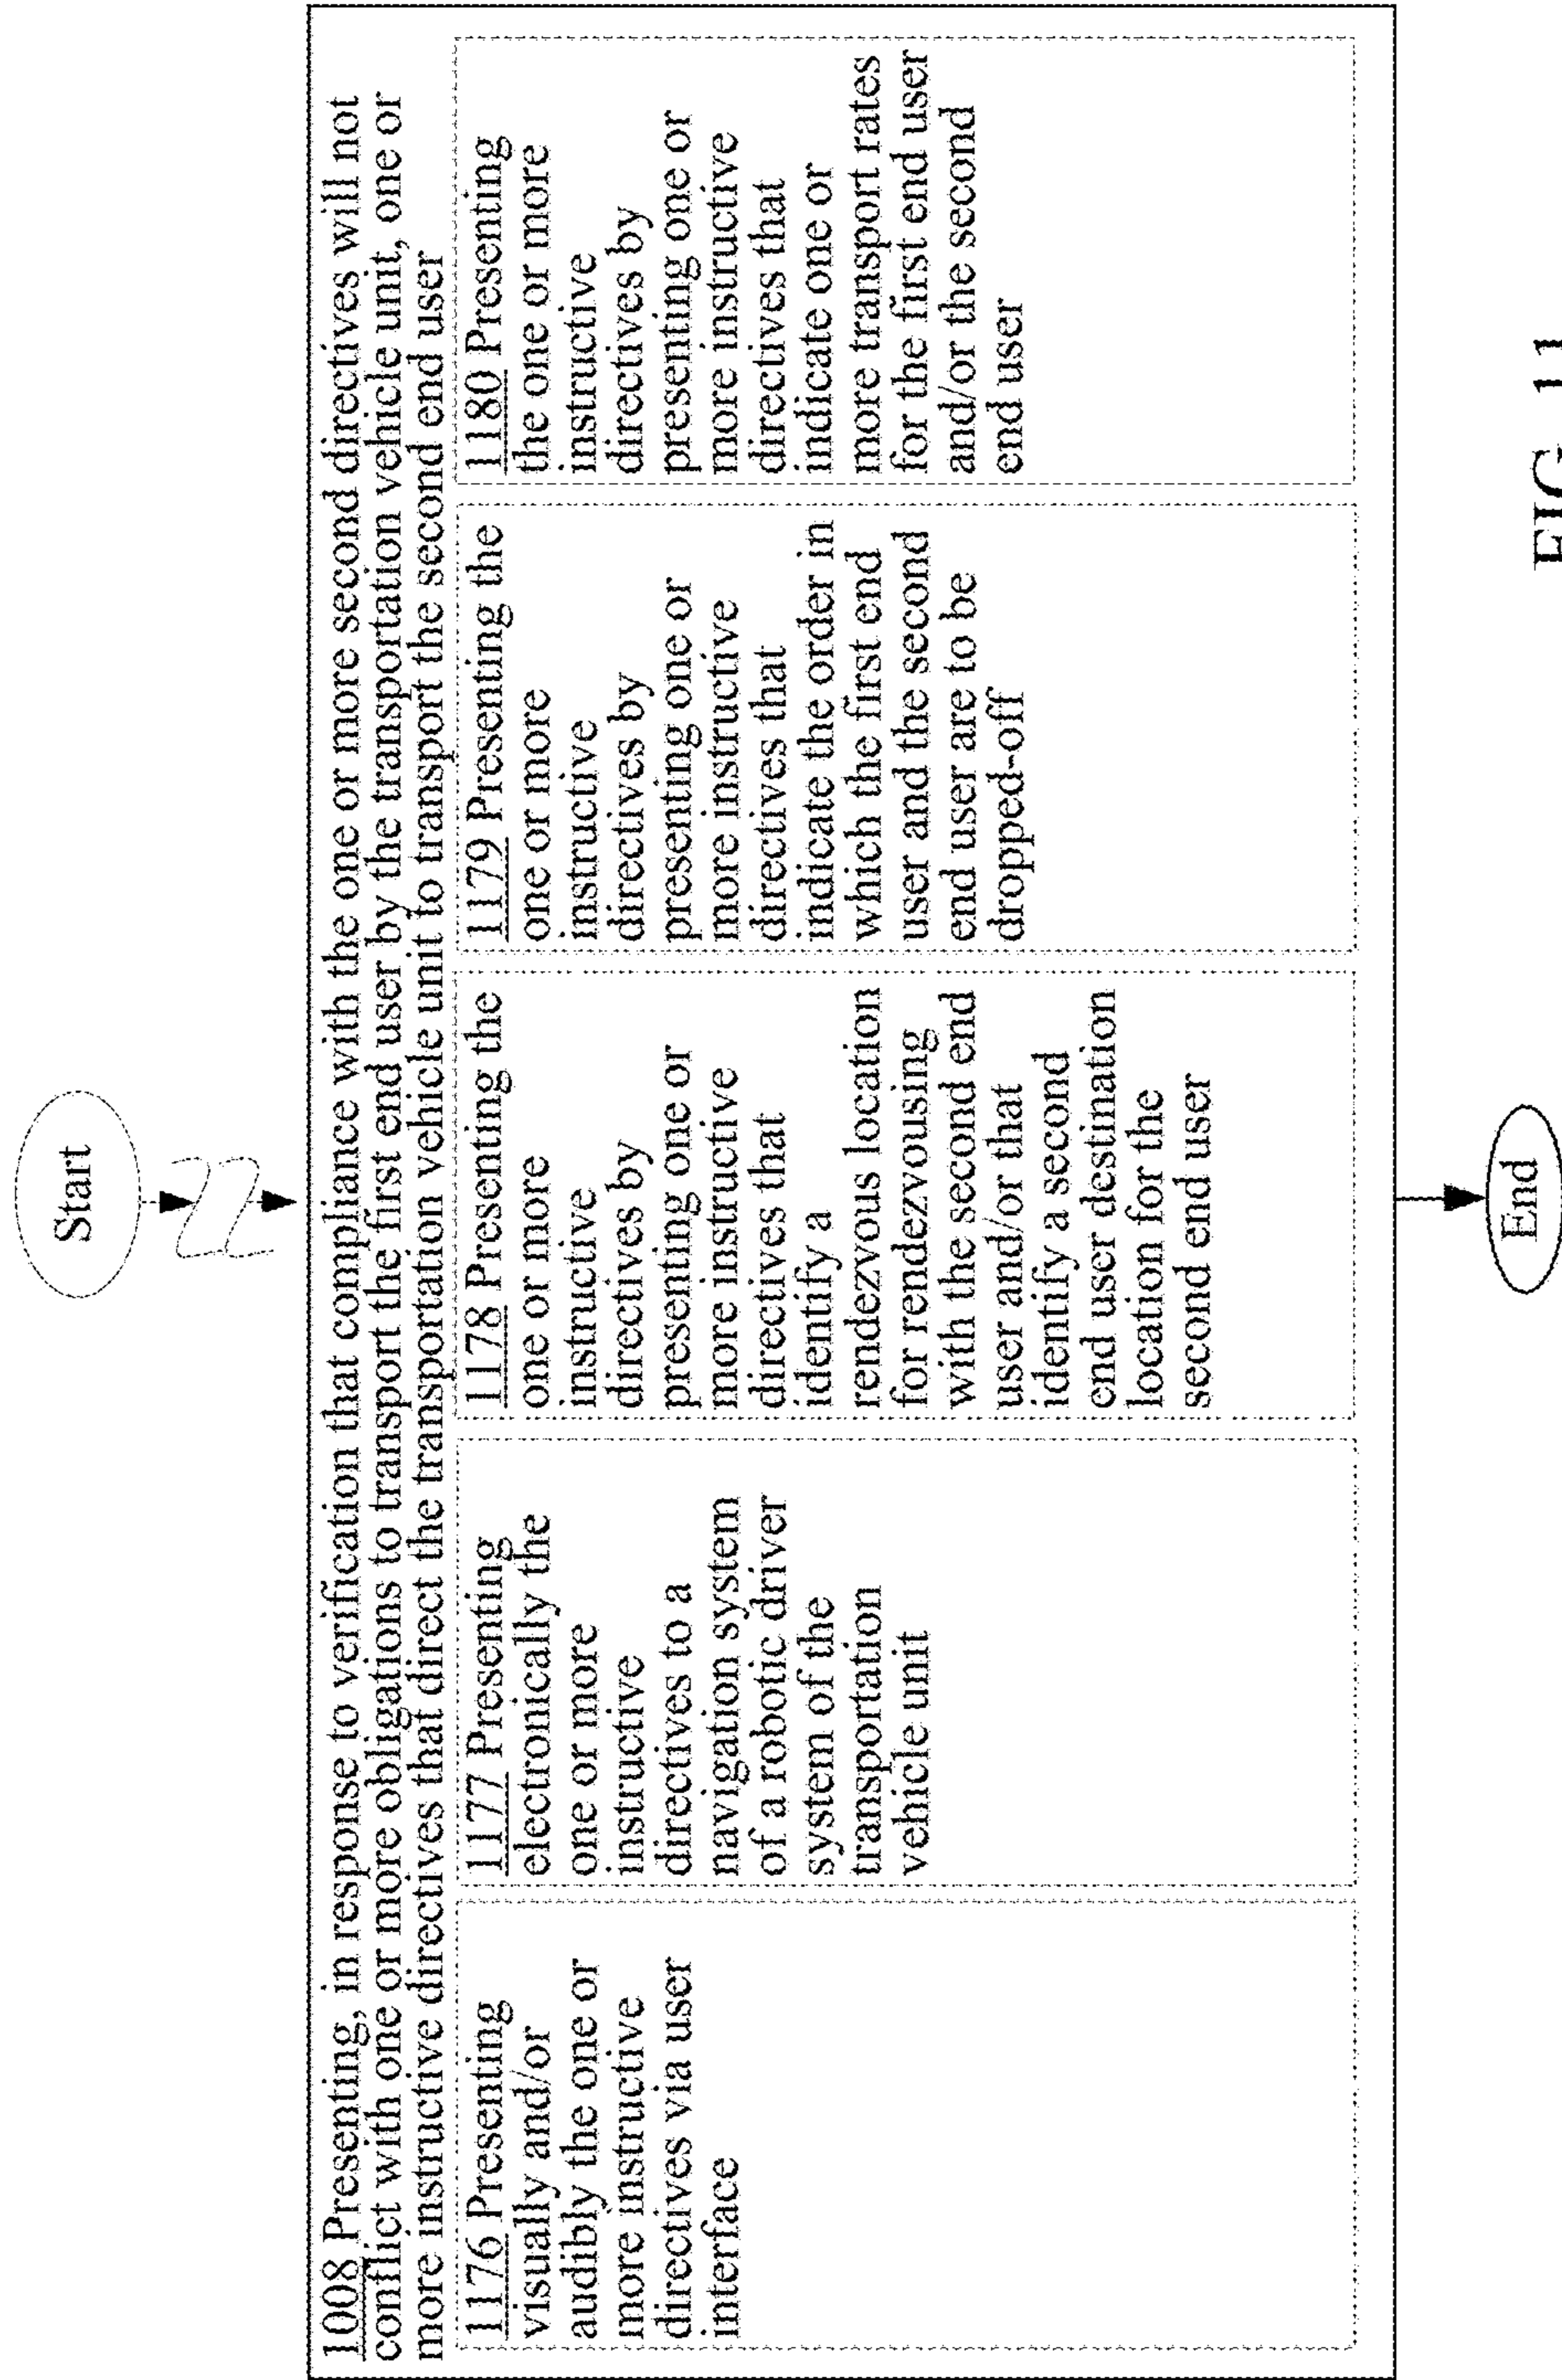 Start
1008 Presenting, in response to verification that compliance with the one or more second directives will not
conflict with one or more obligations to transport the first end user by the transportation vehicle unit, one or
more instructive directives that direct the transportation vehicle unit to transport the second end user
1176 Presenting
visually and/or
audibly the one or
more instructive
directives via user
interface
1177 Presenting
electronically the
one or more
instructive
directives to a
navigation system
of a robotic driver
system of the
transportation
vehicle unit
1178 Presenting the
one or more
instructive
directives by
presenting one or
more instructive
directives that
identify a
rendezvous location
for rendezvousing
with the second end
user and/or that
identify a second
end user destination
location for the
second end user
1179 Presenting the
one or more
instructive
directives by
presenting one or
more instructive
directives that
indicate the order in
which the first end
user and the second
end user are to be
dropped-off
1180 Presenting
the one or more
instructive
directives by
presenting one or
more instructive
directives that
indicate one or
more transport rates
for the first end user
and/or the second
end user
End
FIG. 11